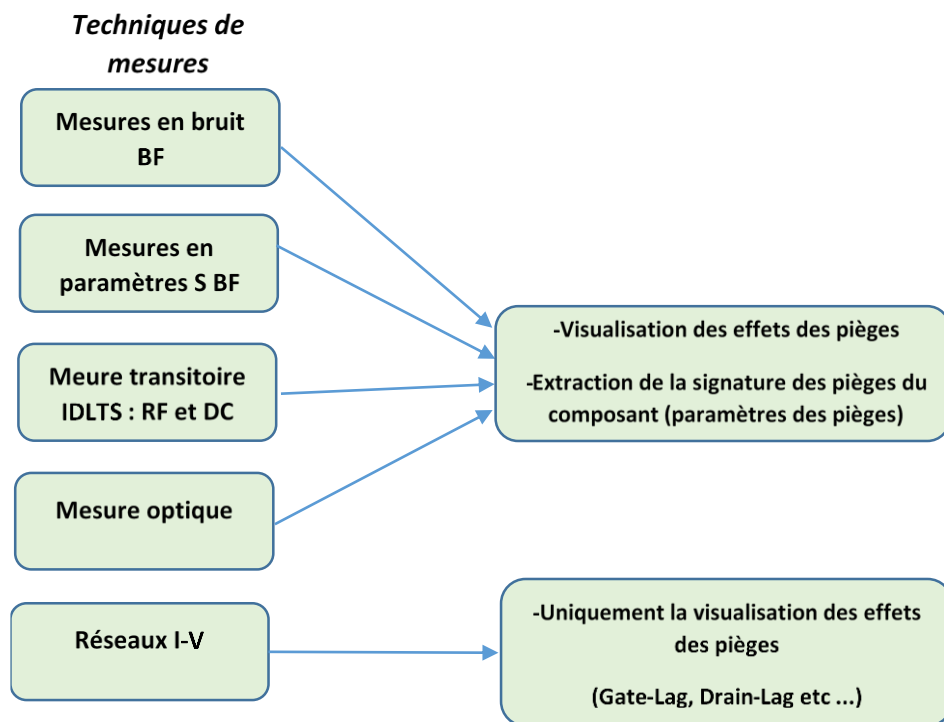 Techniques de
mesures
Mesures en bruit
BF
Mesures en
paramètres S BF
Meure transitoire
IDLTS : RF et DC
Mesure optique
Réseaux I-V
-Visualisation des effets des pièges
-Extraction de la signature des pièges du
composant (paramètres des pièges)
-Uniquement la visualisation des effets
des pièges
(Gate-Lag, Drain-Lag etc ...)